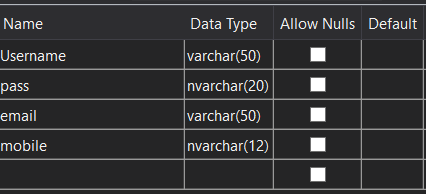 Name Data Type Allow Nulls Default
Username varchar(50)
pass nvarchar(20)
email varchar(50)
mobile nvarchar(12)